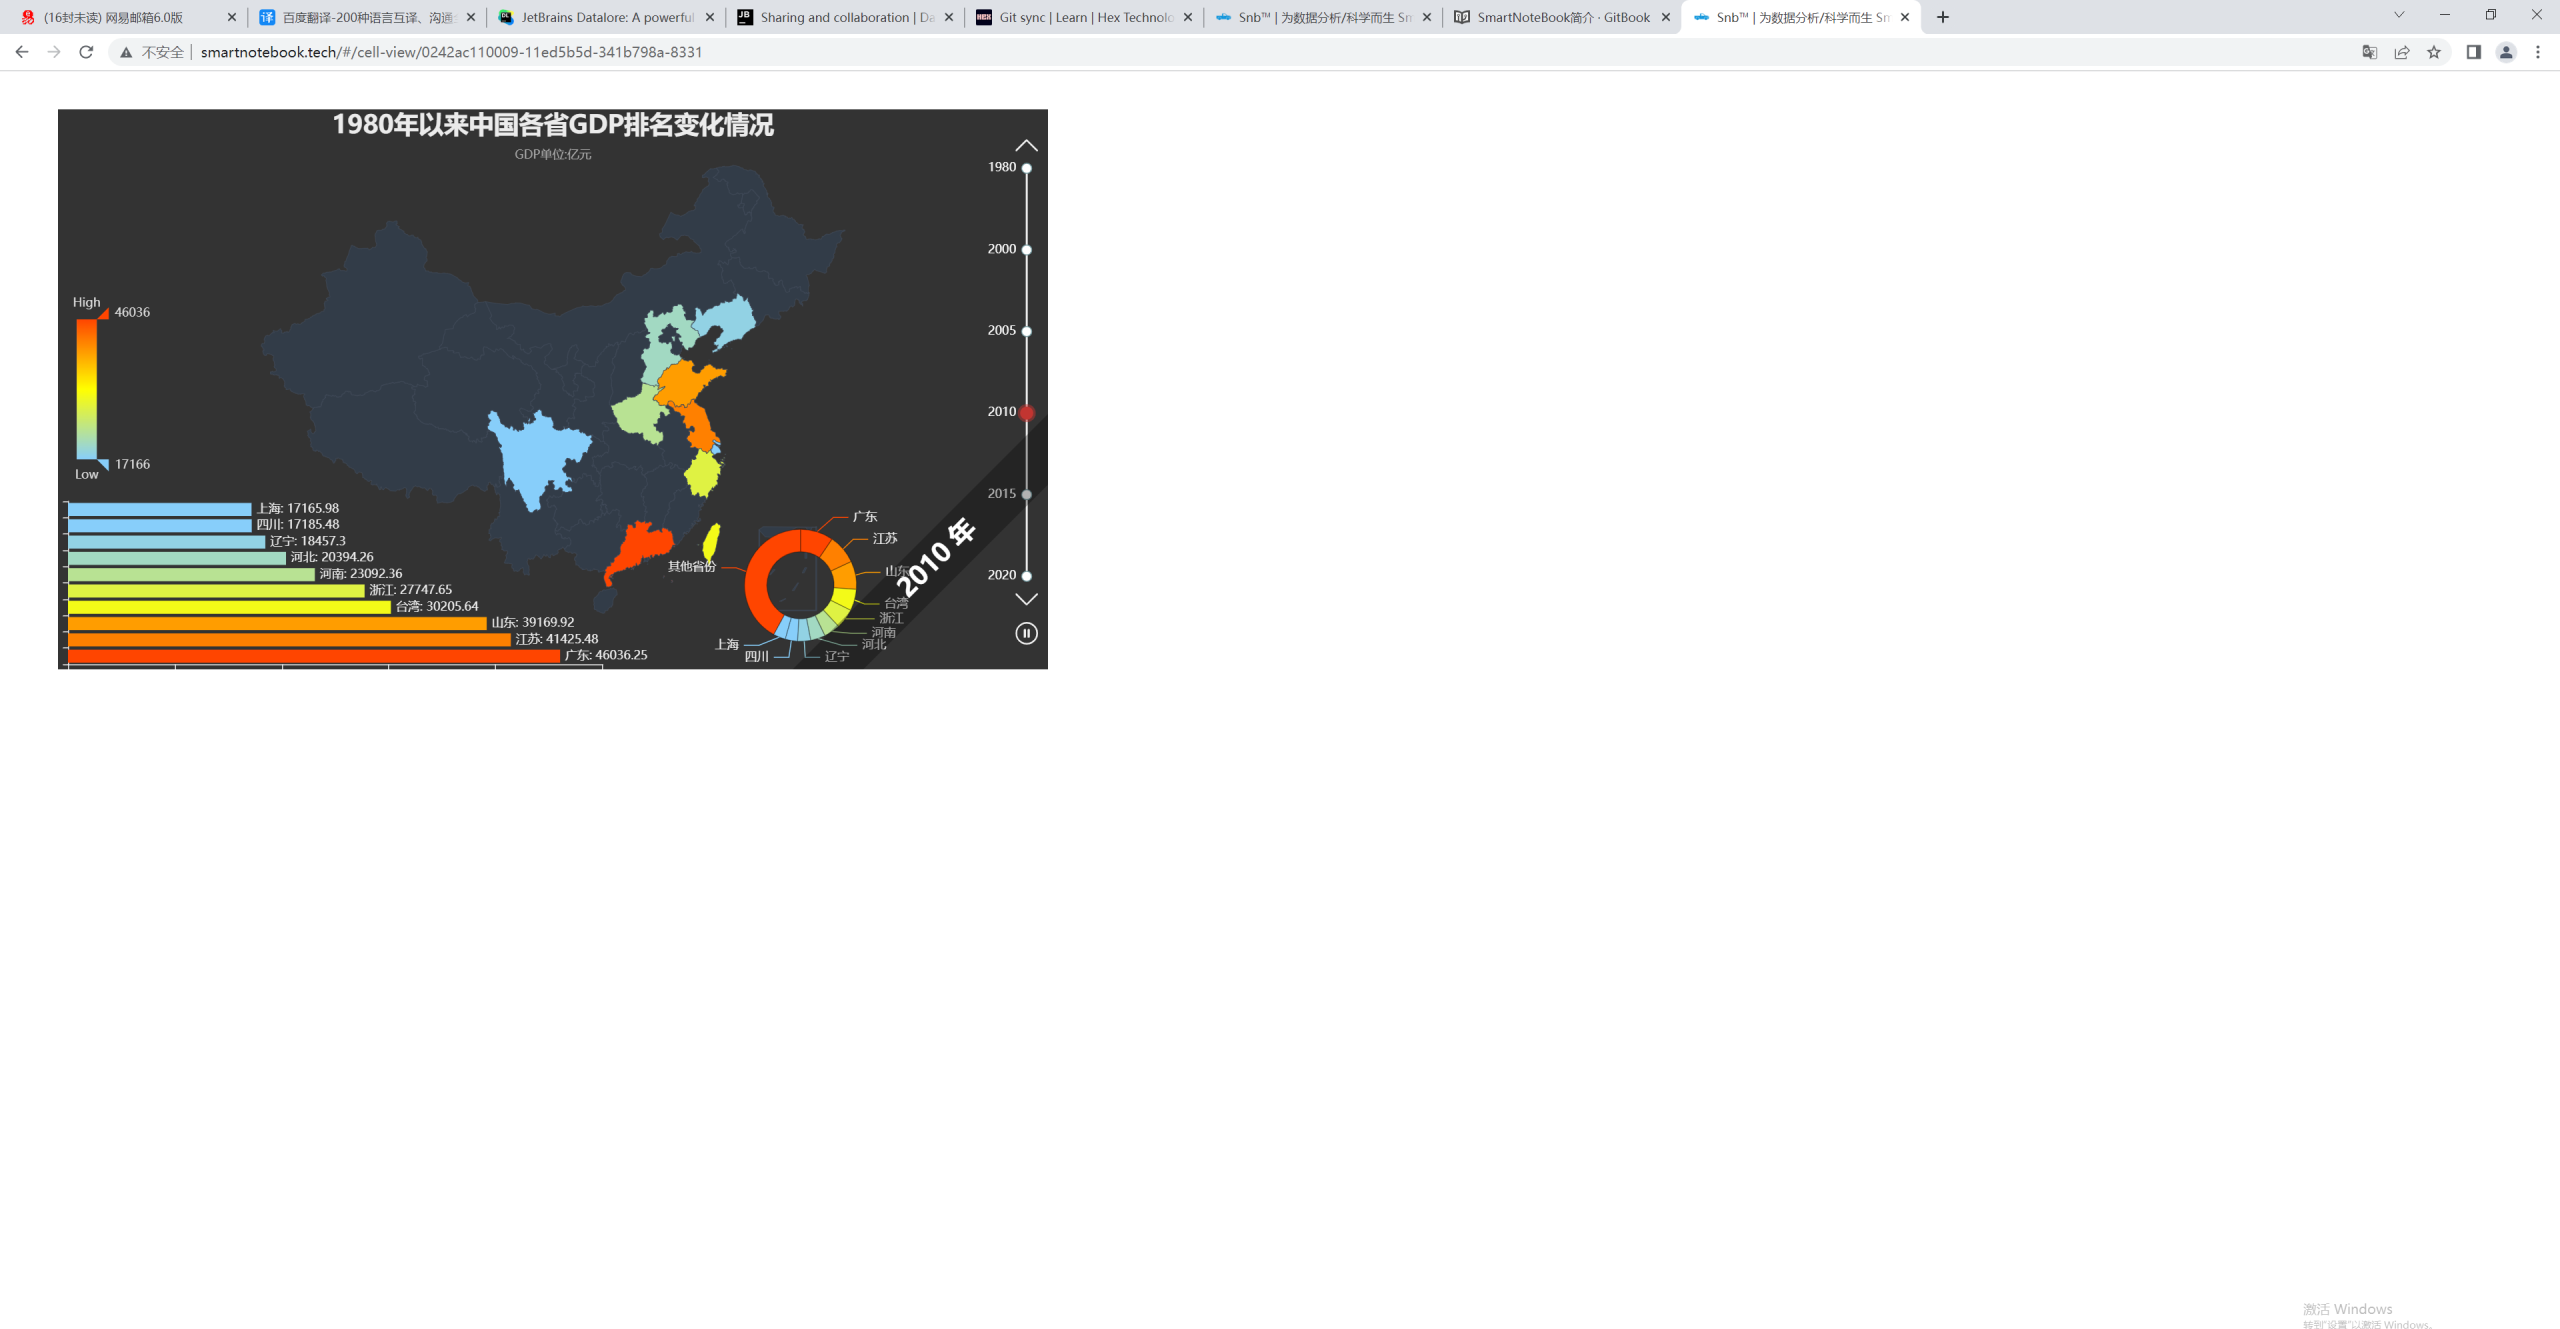 (16封未读) 网易邮箱6.0版
百度翻译-200种语言互译、沟通
JetBrains Datalore: A powerful
Sharing and collaboration | Da
Git sync | Learn | Hex Technolo
Snb™ | 为数据分析/科学而生 Sn
SmartNoteBook简介 · GitBook
Snb™ | 为数据分析/科学而生 Sn
不安全
smartnotebook.tech/#/cell-view/0242ac110009-11ed5b5d-341b798a-8331
1980年以来中国各省GDP排名变化情况
GDP单位:亿元
1980
2000
2005
2010
2015
2020
High
46036
17166
Low
上海: 17165.98
四川: 17185.48
辽宁: 18457.3
河北: 20394.26
河南: 23092.36
浙江: 27747.65
台湾: 30205.64
山东: 39169.92
江苏: 41425.48
广东: 46036.25
广东
江苏
山东
台湾
浙江
河南
河北
辽宁
四川
上海
其他省份
2010 年
激活 Windows
转到"设置"以激活 Windows。